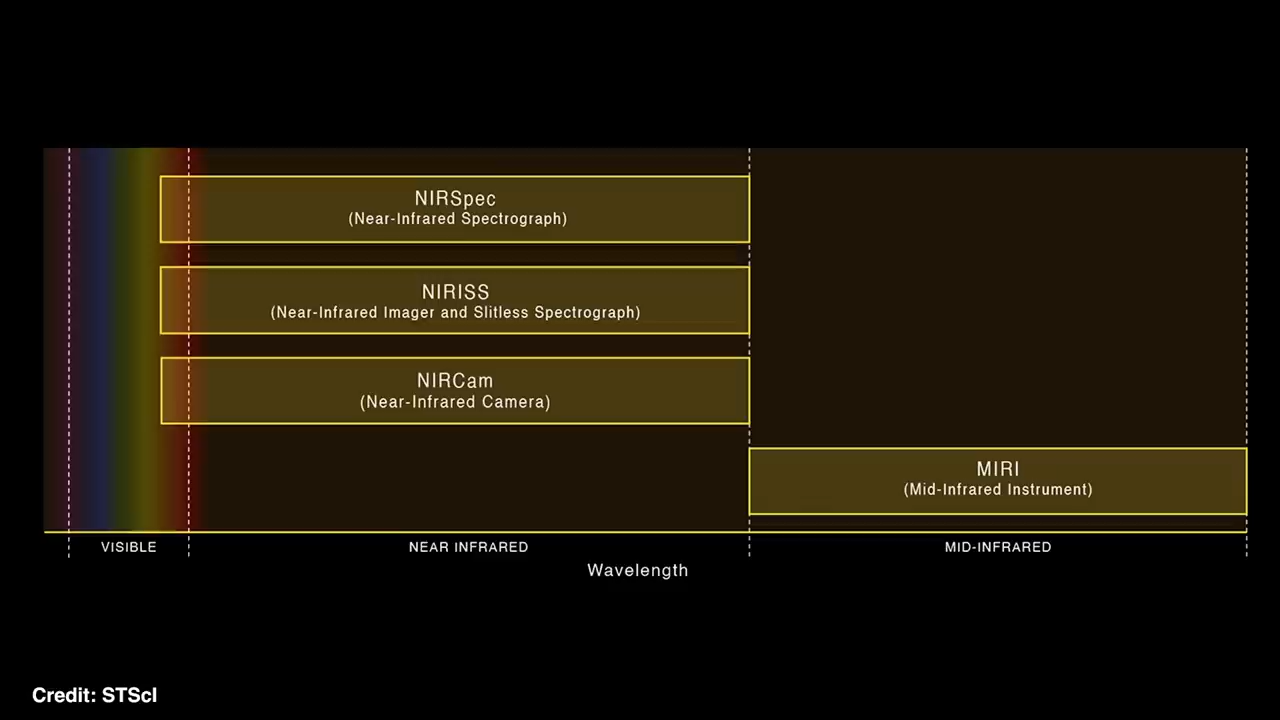 NIRSpec
(Near-Infrared Spectrograph)
NIRISS
(Near-Infrared Imager and Slitless Spectrograph)
NIRCam
(Near-Infrared Camera)
MIRI
(Mid-Infrared Instrument)
VISIBLE
NEAR INFRARED
MID-INFRARED
Wavelength
Credit: STScI